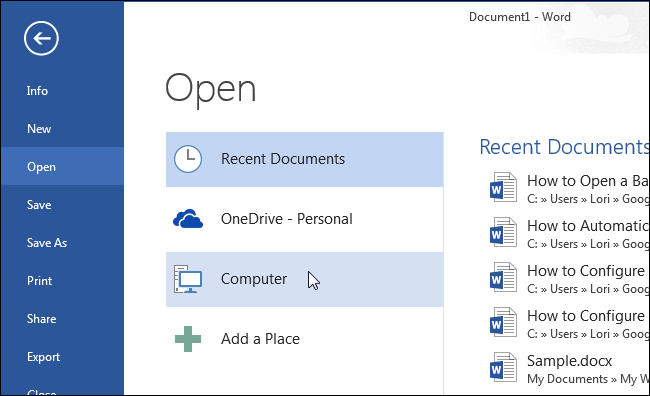 Document1 - Word
Info
New
Open
Save
Save As
Print
Share
Export
Close
Open
Recent Documents
OneDrive - Personal
Computer
Add a Place
Recent Documents
How to Open a Ba
C: » Users » Lori » Goog
How to Automatic
C: » Users » Lori » Goog
How to Configure
C: » Users » Lori » Goog
How to Configure
C: » Users » Lori » Goog
Sample.docx
My Documents » My W